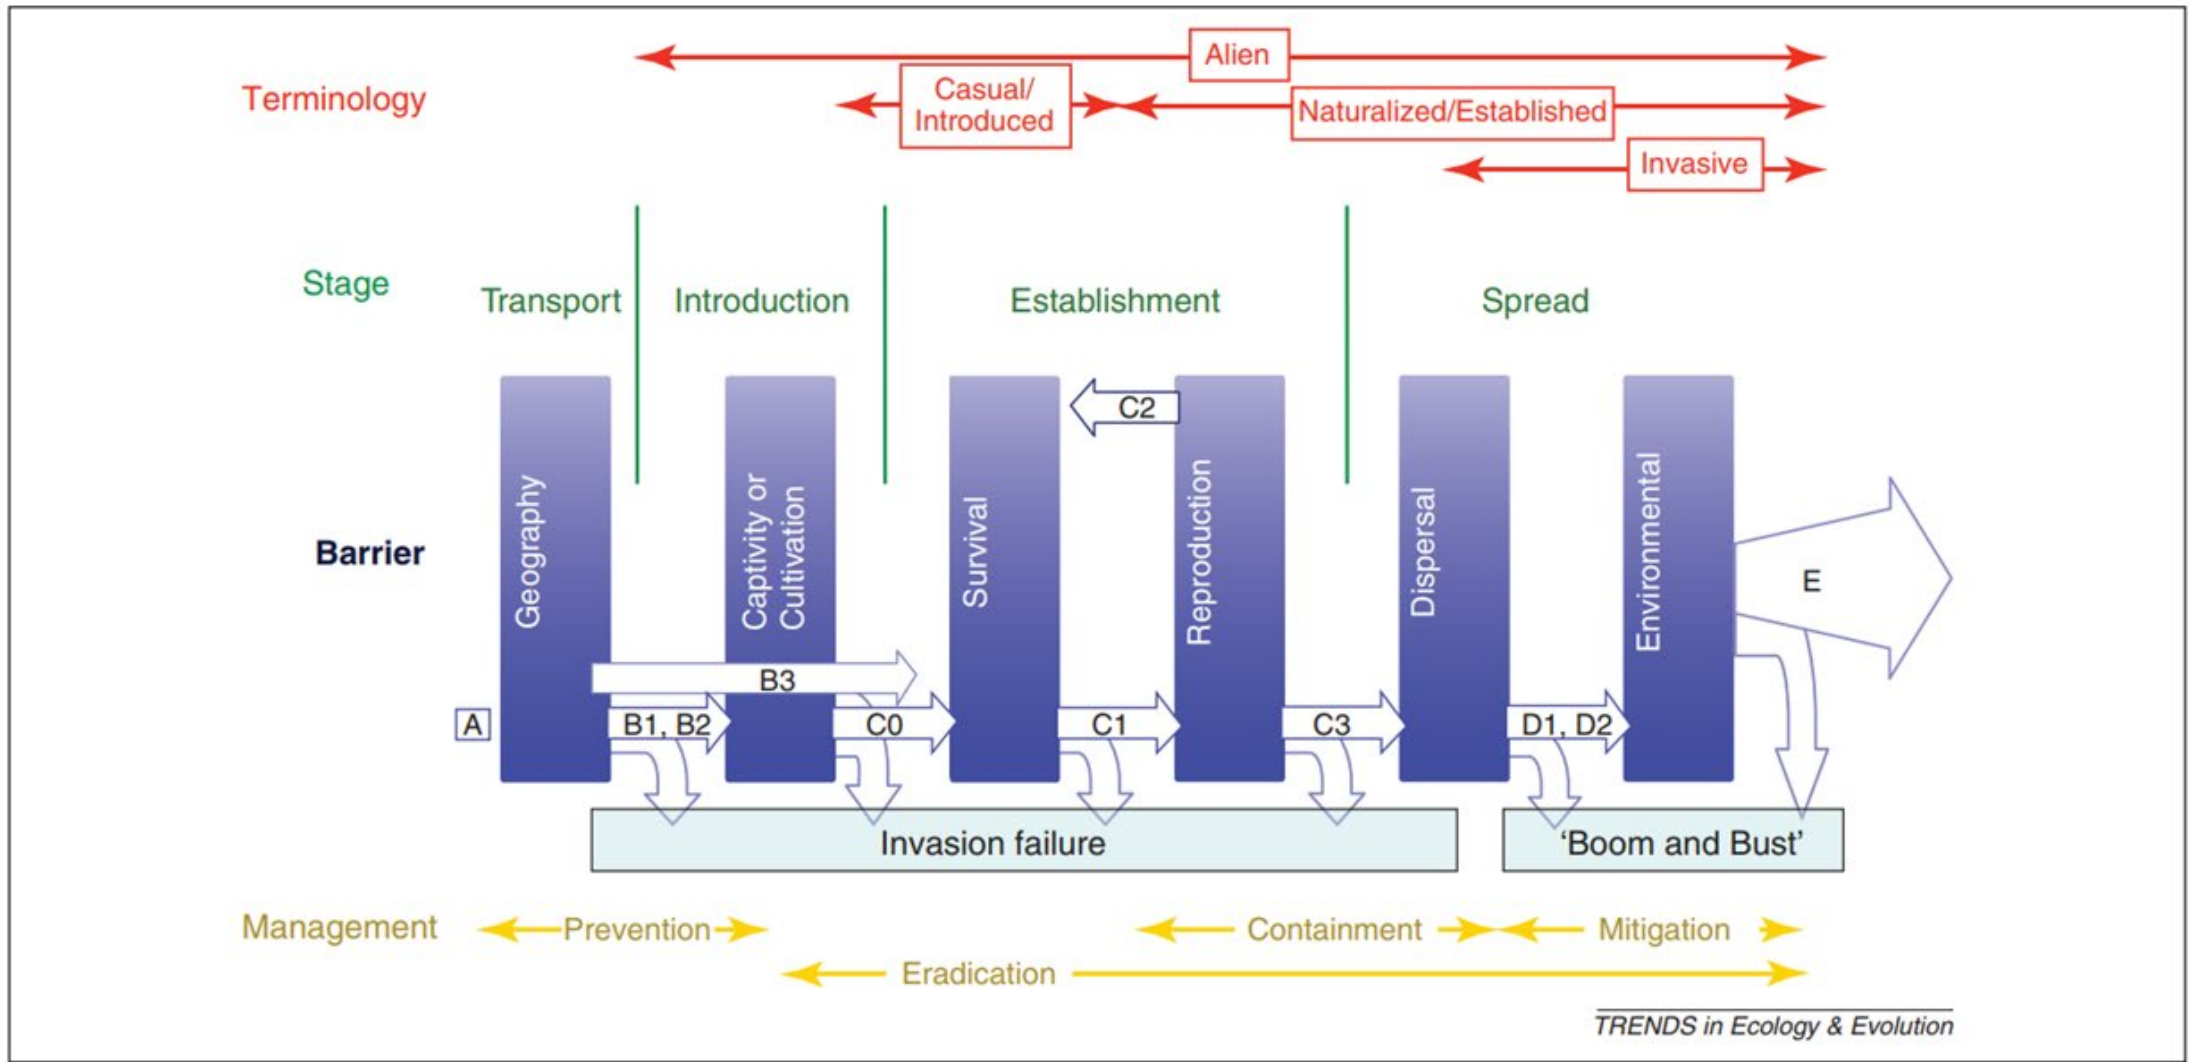 Alien
Terminology
Casual/
Introduced
Naturalized/Established
Invasive
Stage
Transport
Introduction
Establishment
Spread
Barrier
Geography
Captivity or
Cultivation
Survival
Reproduction
Dispersal
Environmental
C2
E
B3
A
B1, B2
C0
C1
C3
D1, D2
Invasion failure
‘Boom and Bust’
Management
Prevention
Containment
Mitigation
Eradication
TRENDS in Ecology & Evolution